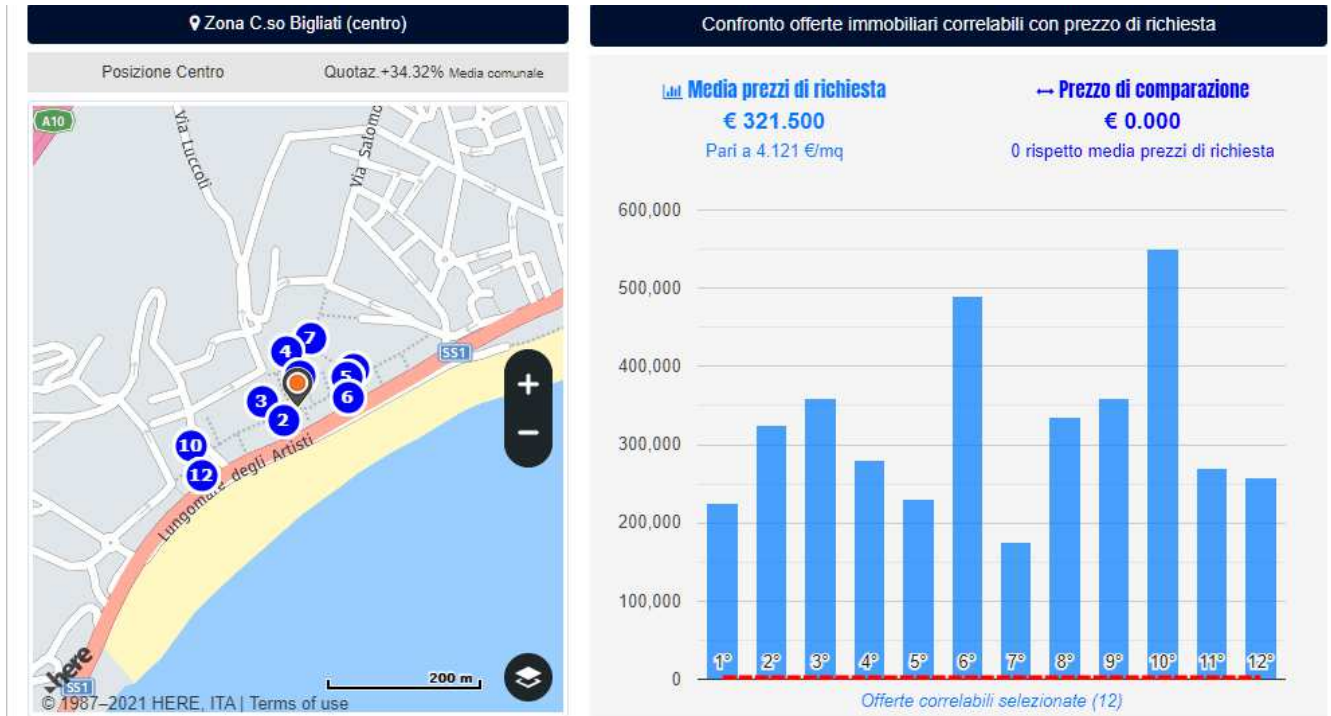 Zona C.so Bigliati (centro)
Posizione Centro
Quotaz.+34.32% Media comunale
A10
Via Luccoli
Via Salomo
7
4
5
3
6
2
10
12
SS1
Lungomare degli Artisti
+
−
here
SS1
200 m
© 1987–2021 HERE, ITA | Terms of use
Confronto offerte immobiliari correlabili con prezzo di richiesta
Media prezzi di richiesta
€ 321.500
Pari a 4.121 €/mq
↔ Prezzo di comparazione
€ 0.000
0 rispetto media prezzi di richiesta
600,000
500,000
400,000
300,000
200,000
100,000
0
1° 2° 3° 4° 5° 6° 7° 8° 9° 10° 11° 12°
Offerte correlabili selezionate (12)